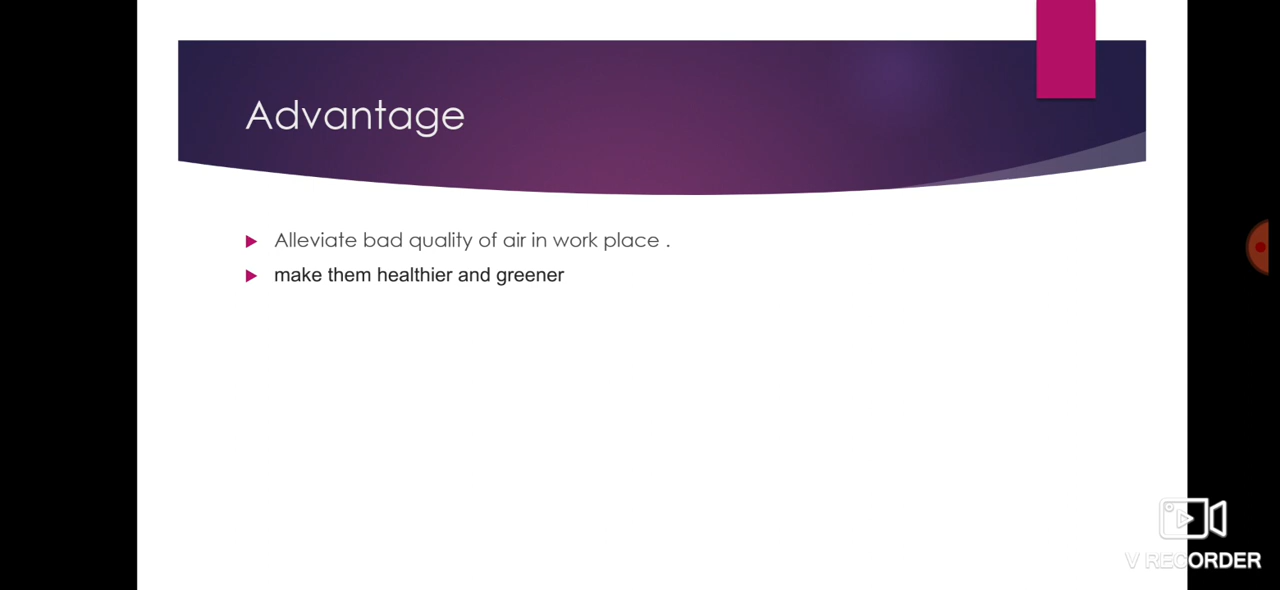 Advantage
Alleviate bad quality of air in work place .
make them healthier and greener
V RECORDER